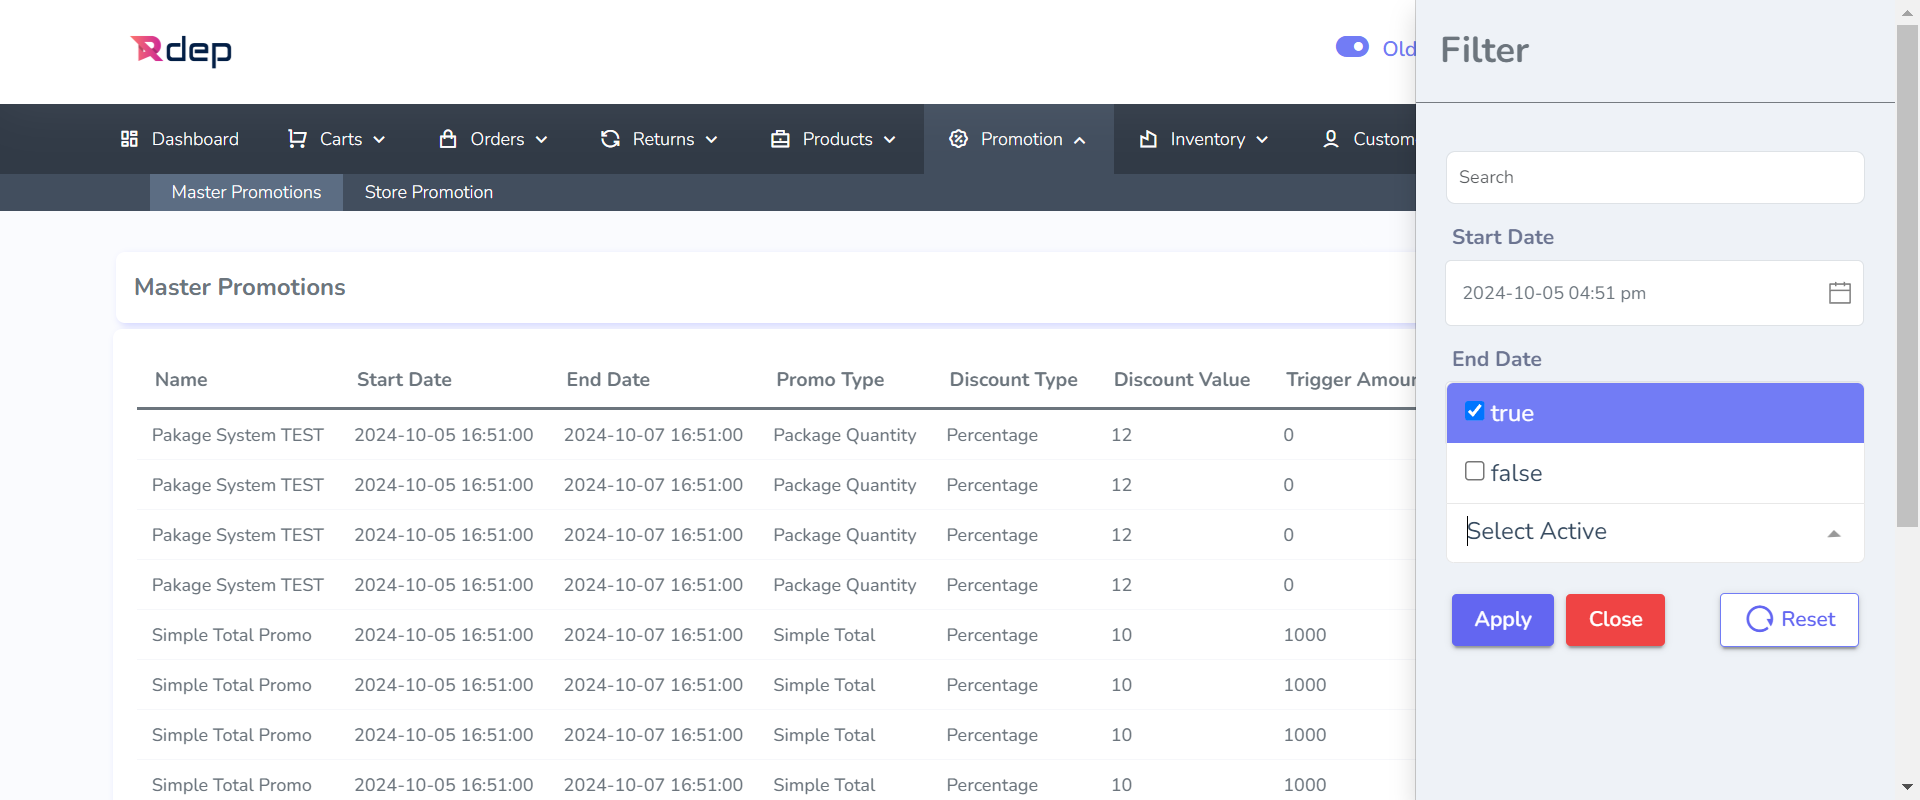 Rdep
Old
Dashboard Carts Orders Returns Products Promotion Inventory Custom
Master Promotions Store Promotion
Master Promotions
Name Start Date End Date Promo Type Discount Type Discount Value Trigger Amour
Pakage System TEST 2024-10-05 16:51:00 2024-10-07 16:51:00 Package Quantity Percentage 12 0
Pakage System TEST 2024-10-05 16:51:00 2024-10-07 16:51:00 Package Quantity Percentage 12 0
Pakage System TEST 2024-10-05 16:51:00 2024-10-07 16:51:00 Package Quantity Percentage 12 0
Pakage System TEST 2024-10-05 16:51:00 2024-10-07 16:51:00 Package Quantity Percentage 12 0
Simple Total Promo 2024-10-05 16:51:00 2024-10-07 16:51:00 Simple Total Percentage 10 1000
Simple Total Promo 2024-10-05 16:51:00 2024-10-07 16:51:00 Simple Total Percentage 10 1000
Simple Total Promo 2024-10-05 16:51:00 2024-10-07 16:51:00 Simple Total Percentage 10 1000
Simple Total Promo 2024-10-05 16:51:00 2024-10-07 16:51:00 Simple Total Percentage 10 1000
Filter
Search
Start Date
2024-10-05 04:51 pm
End Date
true
false
Select Active
Apply Close Reset